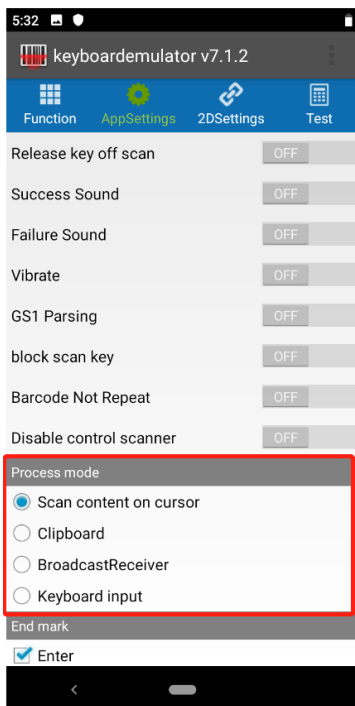 5:32
keyboardemulator v7.1.2
Function AppSettings 2DSettings Test
Release key off scan OFF
Success Sound OFF
Failure Sound OFF
Vibrate OFF
GS1 Parsing OFF
block scan key OFF
Barcode Not Repeat OFF
Disable control scanner OFF
Process mode
Scan content on cursor
Clipboard
BroadcastReceiver
Keyboard input
End mark
Enter